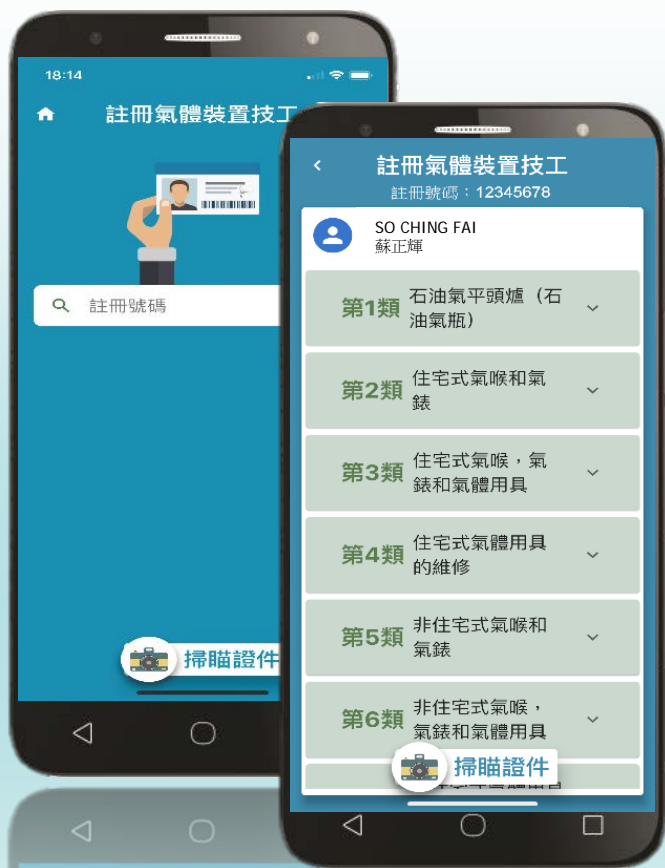 18:14
註冊氣體裝置技工
註冊號碼
掃瞄證件
註冊氣體裝置技工
註冊號碼：12345678
SO CHING FAI
蘇正輝
第1類 石油氣平頭爐（石
油氣瓶）
第2類 住宅式氣喉和氣
錶
第3類 住宅式氣喉，氣
錶和氣體用具
第4類 住宅式氣體用具
的維修
第5類 非住宅式氣喉和
氣錶
第6類 非住宅式氣喉，
氣錶和氣體用具
掃瞄證件